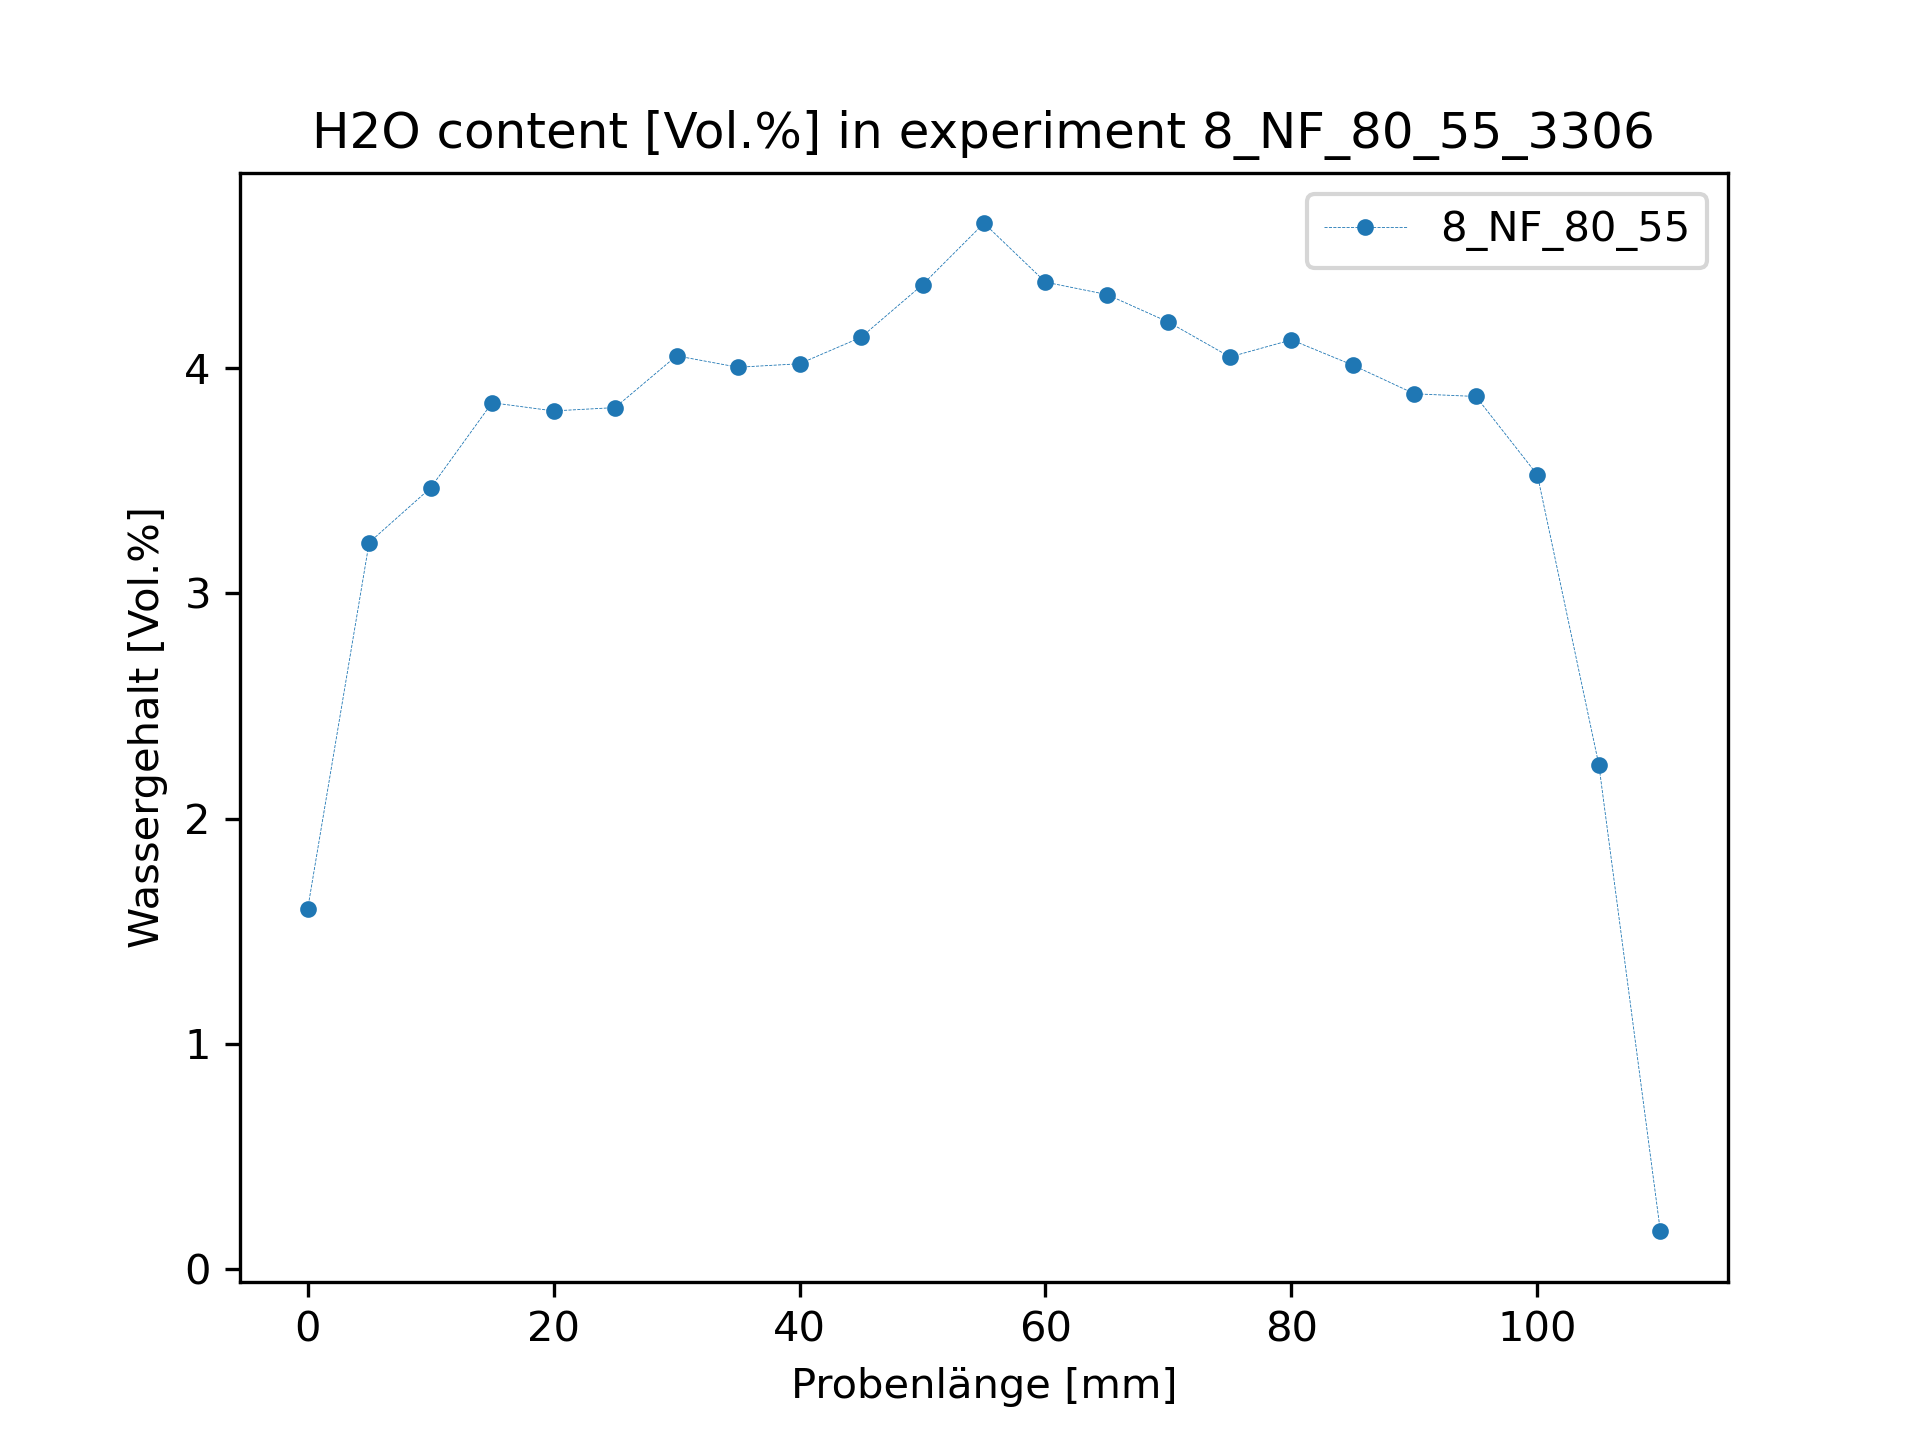 H2O content [Vol.%] in experiment 8_NF_80_55_3306
8_NF_80_55
Wassergehalt [Vol.%]
4
3
2
1
0
0 20 40 60 80 100
Probenlänge [mm]